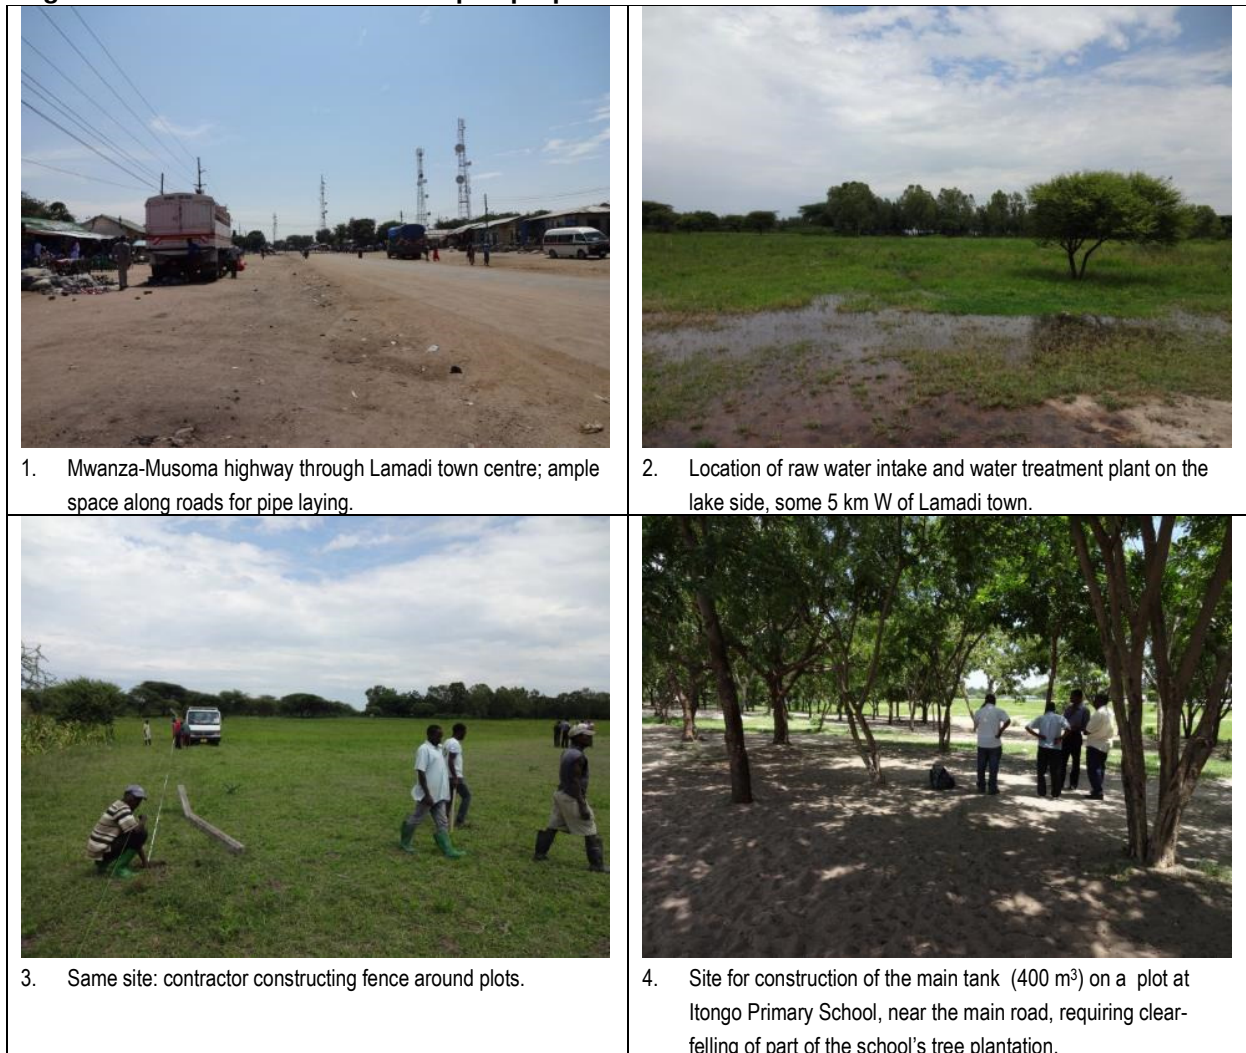 1. Mwanza-Musoma highway through Lamadi town centre; ample
space along roads for pipe laying.
2. Location of raw water intake and water treatment plant on the
lake side, some 5 km W of Lamadi town.
3. Same site: contractor constructing fence around plots.
4. Site for construction of the main tank (400 m³) on a plot at
Itongo Primary School, near the main road, requiring clear-
felling of part of the school's tree plantation.